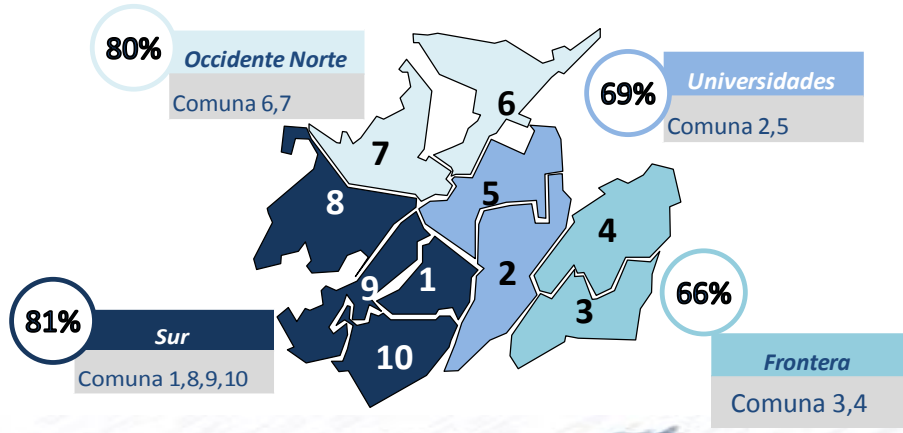 80%
Occidente Norte
Comuna 6,7
69%
Universidades
Comuna 2,5
6
7
5
8
4
9
1
2
3
10
81%
Sur
Comuna 1,8,9,10
66%
Frontera
Comuna 3,4